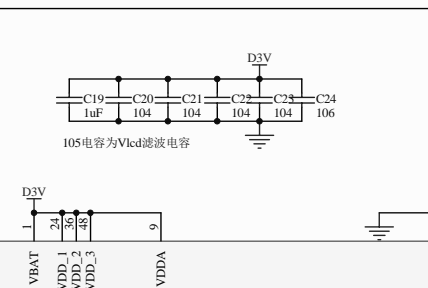 D3V
C19 C20 C21 C22 C23 C24
1uF 104 104 104 104 106
105电容为Vlcd滤波电容
D3V
1 24 36 48 9
VBAT VDD_1 VDD_2 VDD_3 VDDA